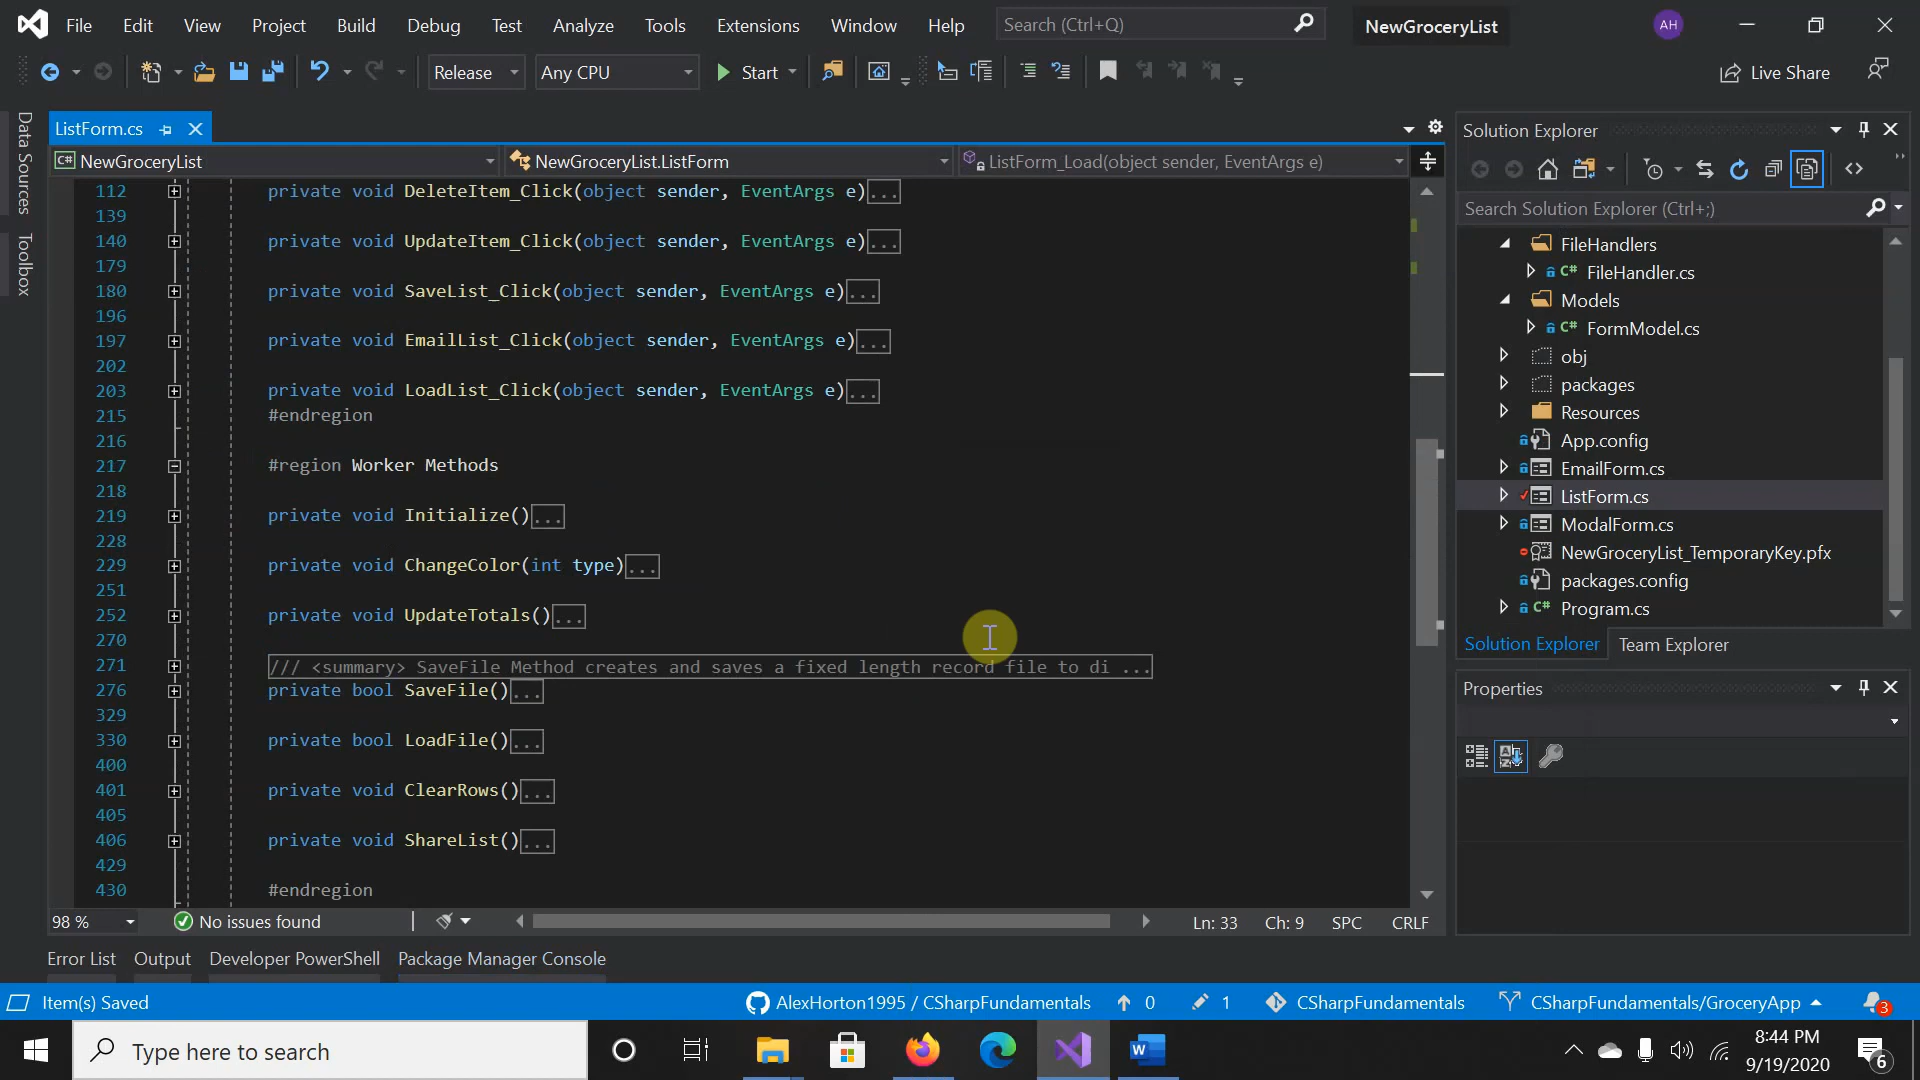 File Edit View Project Build Debug Test Analyze Tools Extensions Window Help Search (Ctrl+Q) NewGroceryList AH
Release Any CPU Start Live Share
Data Sources
Toolbox
ListForm.cs
C# NewGroceryList NewGroceryList.ListForm ListForm_Load(object sender, EventArgs e)
112 private void DeleteItem_Click(object sender, EventArgs e)...
139
140 private void UpdateItem_Click(object sender, EventArgs e)...
179
180 private void SaveList_Click(object sender, EventArgs e)...
196
197 private void EmailList_Click(object sender, EventArgs e)...
202
203 private void LoadList_Click(object sender, EventArgs e)...
215 #endregion
216
217 #region Worker Methods
218
219 private void Initialize()...
228
229 private void ChangeColor(int type)...
251
252 private void UpdateTotals()...
270
271 /// <summary> SaveFile Method creates and saves a fixed length record file to di ...
276 private bool SaveFile()...
329
330 private bool LoadFile()...
400
401 private void ClearRows()...
405
406 private void ShareList()...
429
430 #endregion
98 % No issues found Ln: 33 Ch: 9 SPC CRLF
Solution Explorer
Search Solution Explorer (Ctrl+;)
FileHandlers
C# FileHandler.cs
Models
C# FormModel.cs
obj
packages
Resources
App.config
EmailForm.cs
ListForm.cs
ModalForm.cs
NewGroceryList_TemporaryKey.pfx
packages.config
C# Program.cs
Solution Explorer Team Explorer
Properties
Error List Output Developer PowerShell Package Manager Console
Item(s) Saved AlexHorton1995 / CSharpFundamentals 0 1 CSharpFundamentals CSharpFundamentals/GroceryApp 3
Type here to search
8:44 PM
9/19/2020
6